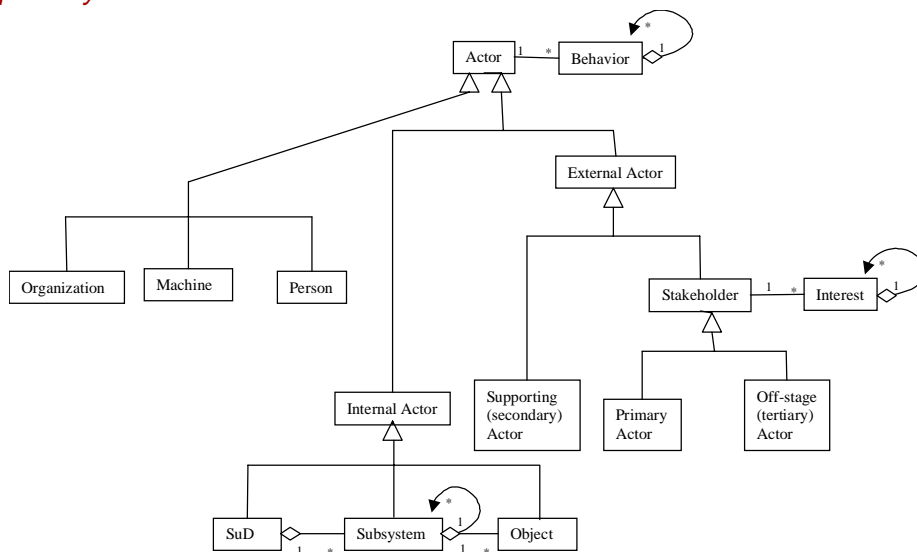 Actor
1
*
Behavior
*
1
External Actor
Organization
Machine
Person
Stakeholder
1
*
Interest
*
1
Internal Actor
Supporting
(secondary)
Actor
Primary
Actor
Off-stage
(tertiary)
Actor
SuD
1
*
Subsystem
*
1
1
*
Object